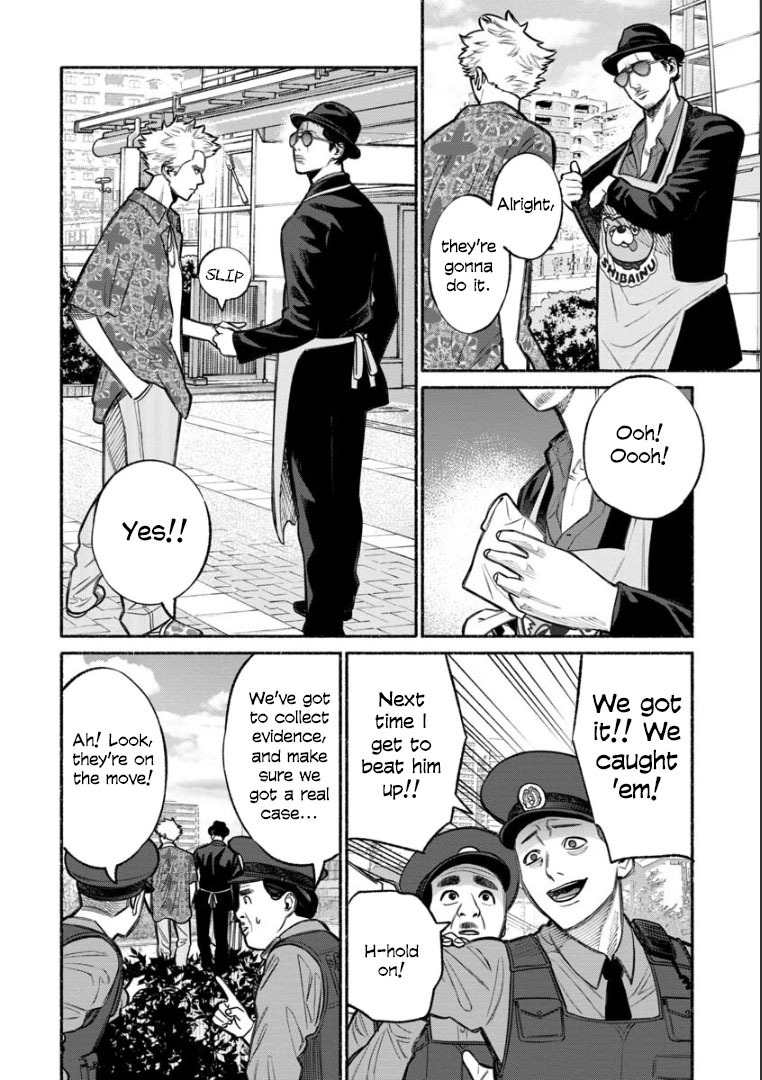 Alright,
they're
gonna
do it.
SHIBAINU
SLIP
Yes!!
Ooh!
Oooh!
We got
it!! We
caught
'em!
Next
time I
get to
beat him
up!!
H-hold
on!
We've got
to collect
evidence,
and make
sure we
got a real
case...
Ah! Look,
they're on
the move!